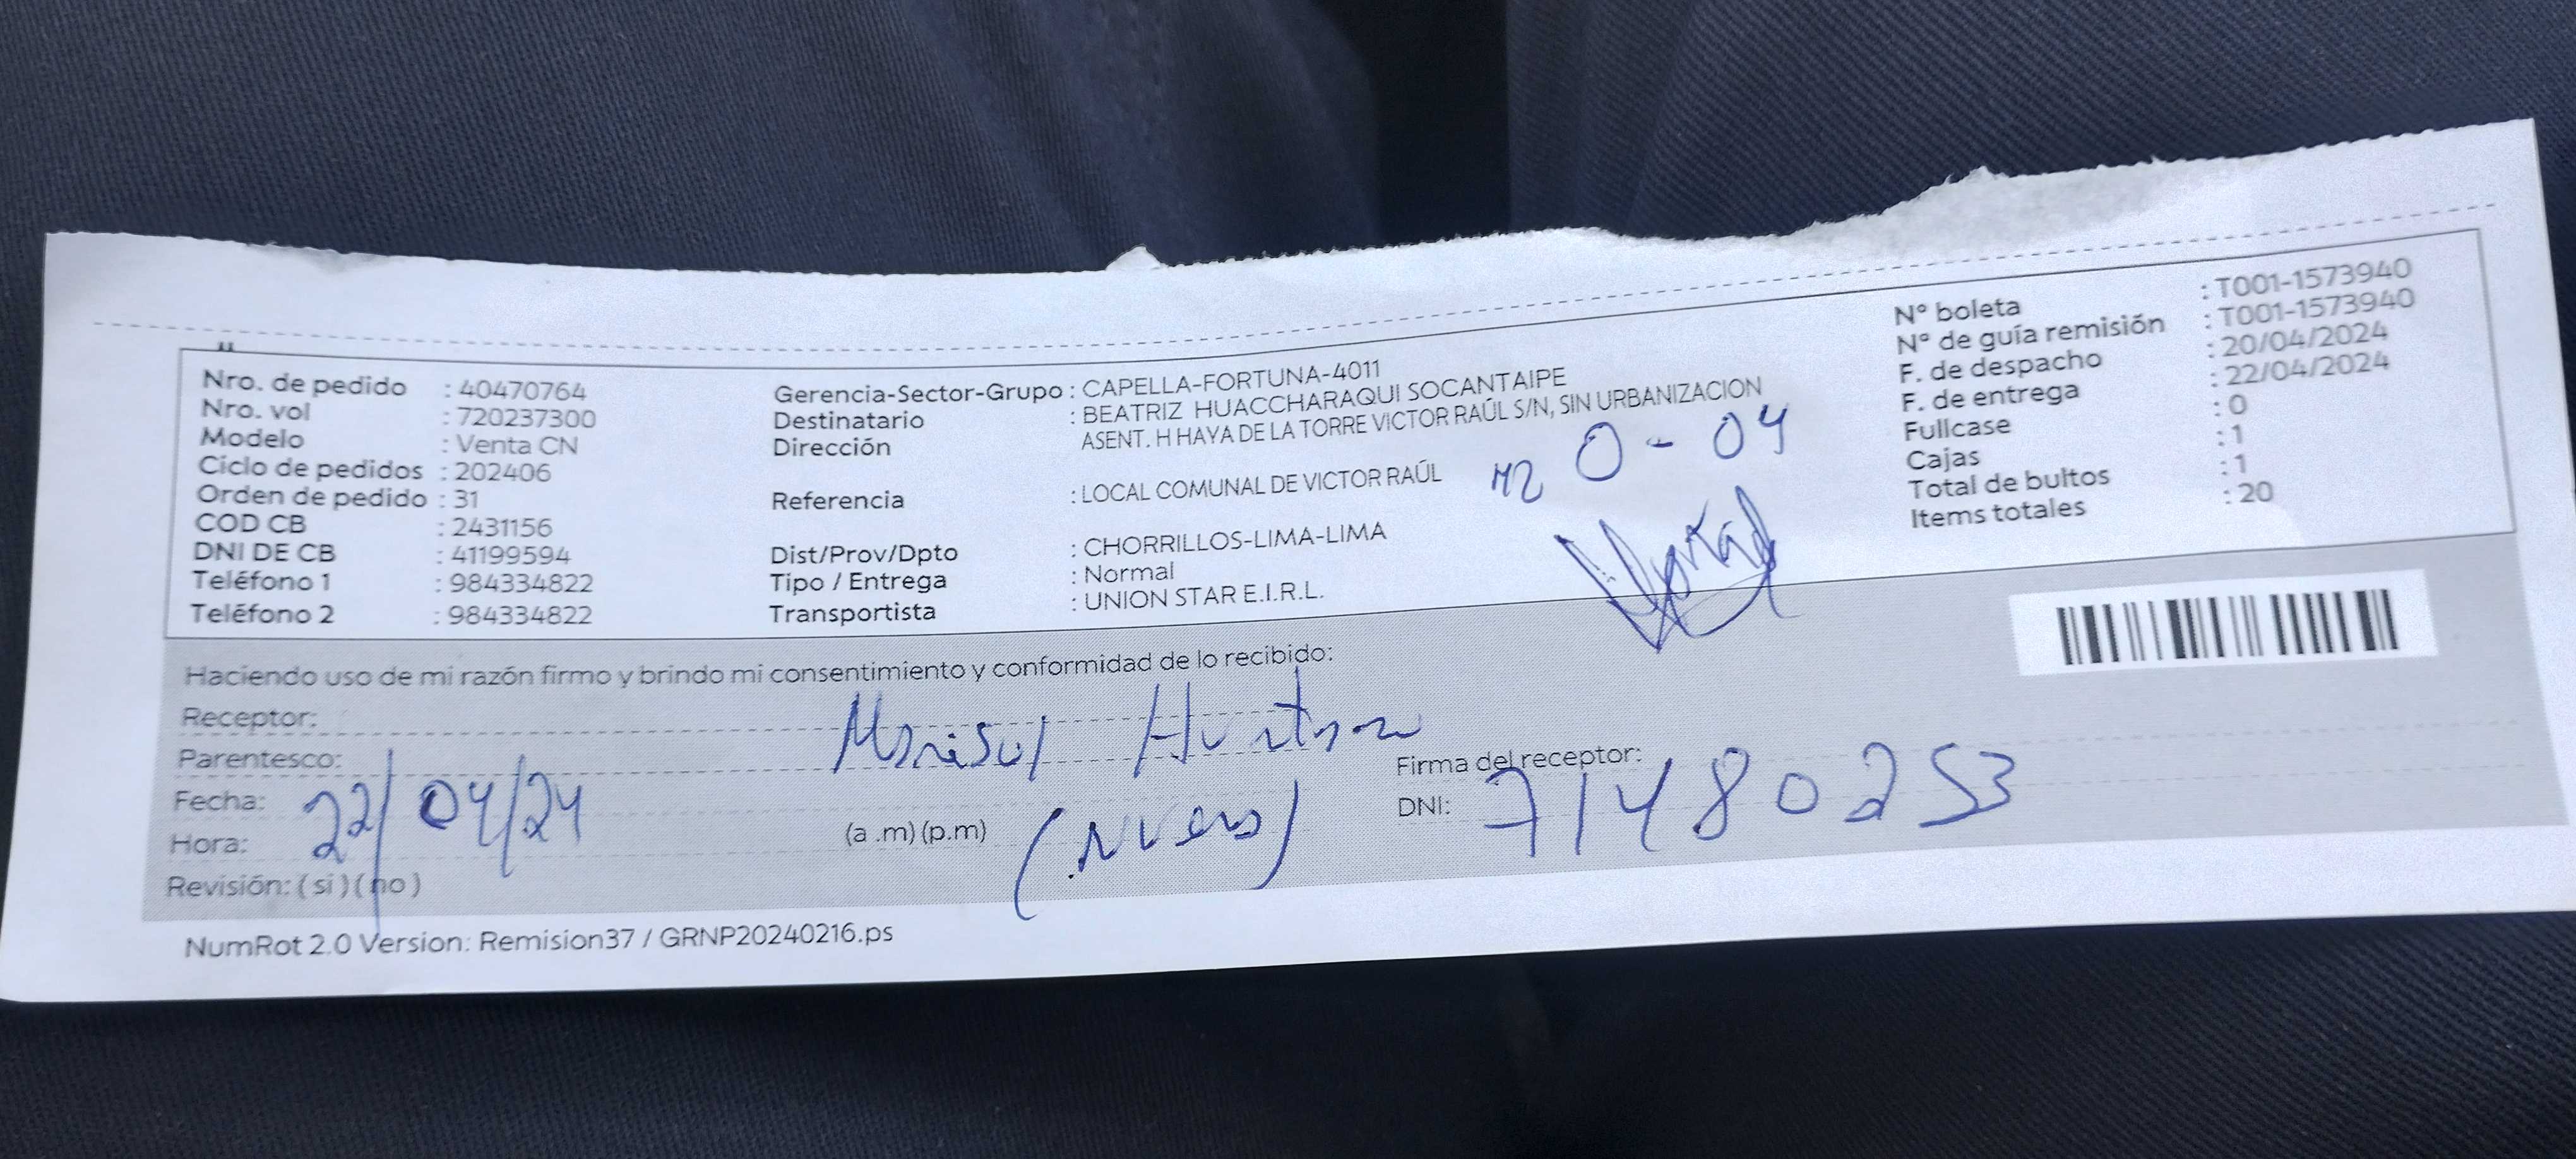 Nro. de pedido : 40470764
Nro. vol : 720237300
Modelo : Venta CN
Ciclo de pedidos : 202406
Orden de pedido : 31
COD CB : 2431156
DNI DE CB : 41199594
Teléfono 1 : 984334822
Teléfono 2 : 984334822
Gerencia-Sector-Grupo : CAPELLA-FORTUNA-4011
Destinatario : BEATRIZ HUACCHARAQUI SOCANTAIPE
Dirección ASENT. H HAYA DE LA TORRE VICTOR RAÚL S/N, SIN URBANIZACION
Referencia : LOCAL COMUNAL DE VICTOR RAÚL
Mz O - 04
Dist/Prov/Dpto : CHORRILLOS-LIMA-LIMA
Tipo / Entrega : Normal
Transportista : UNION STAR E.I.R.L.
N° boleta : T001-1573940
N° de guía remisión : T001-1573940
F. de despacho : 20/04/2024
F. de entrega : 22/04/2024
Fullcase : 0
Cajas : 1
Total de bultos : 1
Items totales : 20
Haciendo uso de mi razón firmo y brindo mi consentimiento y conformidad de lo recibido:
Receptor: Marisol
Parentesco:
Firma del receptor:
Fecha: 22/04/24
DNI: 71480253
Hora: (a .m) (p.m)
Revisión: ( si ) ( no )
NumRot 2.0 Version: Remision37 / GRNP20240216.ps